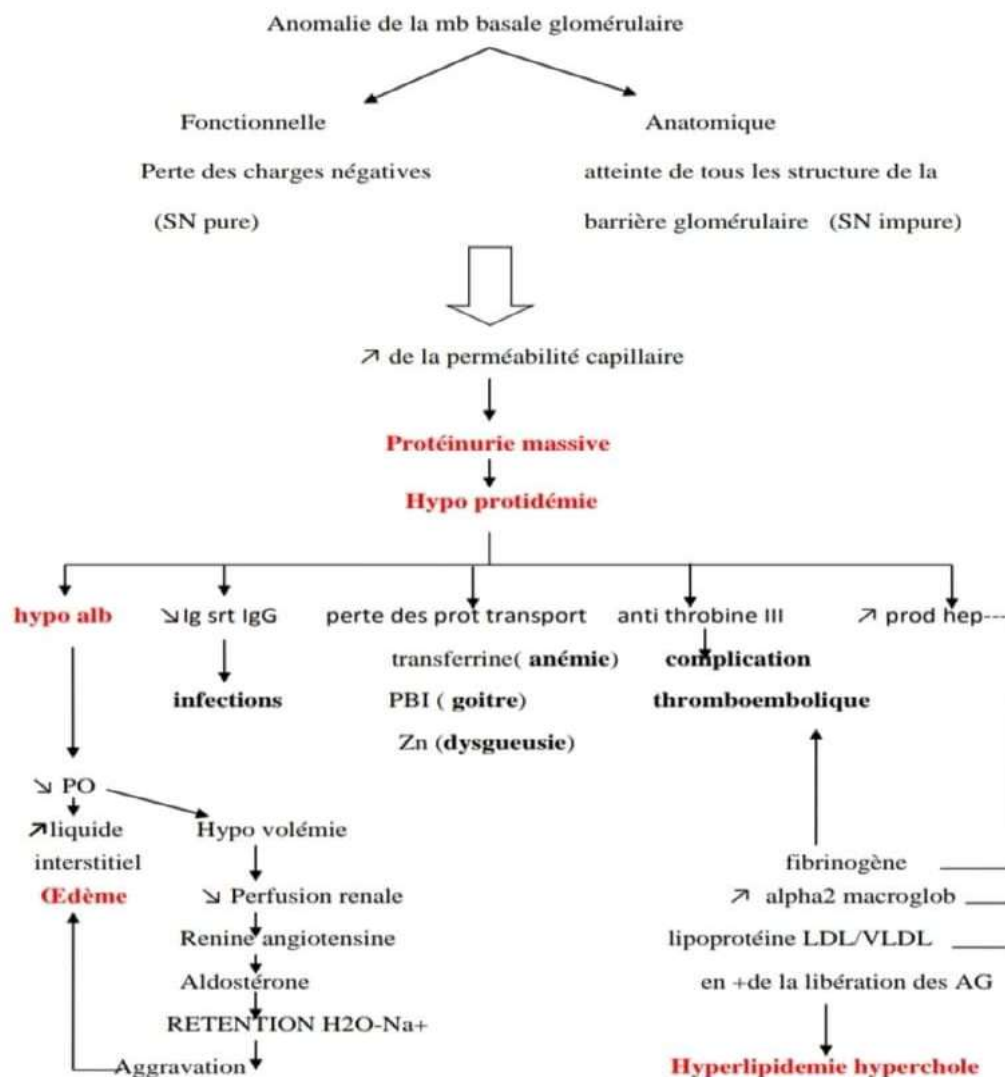 Anomalie de la mb basale glomérulaire
Fonctionnelle
Anatomique
Perte des charges négatives
atteinte de tous les structure de la
(SN pure)
barrière glomérulaire (SN impure)
↗ de la perméabilité capillaire
Protéinurie massive
Hypo protidémie
hypo alb
↘ Ig srt IgG
perte des prot transport
anti throbine III
↗ prod hep---
transferrine( anémie)
complication
infections
PBI ( goitre)
thromboembolique
Zn (dysgueusie)
↘ PO
↗liquide
Hypo volémie
interstitiel
fibrinogène
Œdème
↘ Perfusion renale
↗ alpha2 macroglob
Renine angiotensine
lipoprotéine LDL/VLDL
Aldostérone
en +de la libération des AG
RETENTION H2O-Na+
Aggravation
Hyperlipidemie hyperchole